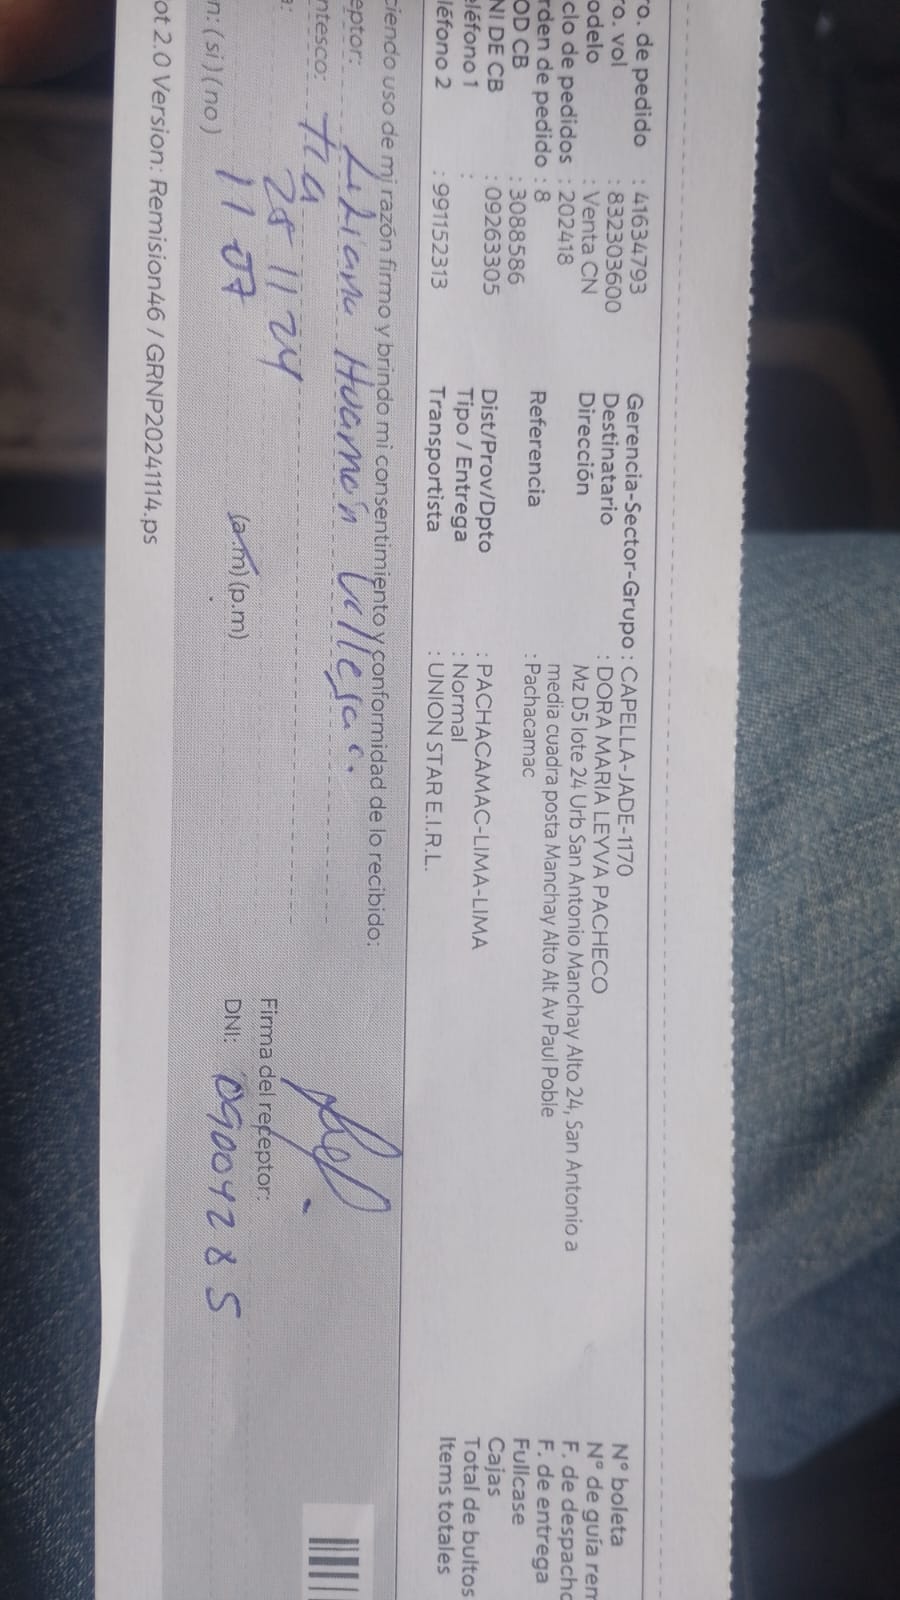 ro. de pedido : 41634793
ro. vol : 832303600
odelo : Venta CN
clo de pedidos : 202418
rden de pedido : 8
OD CB : 3088586
NI DE CB : 09263305
eléfono 1 :
léfono 2 : 991152313
Gerencia-Sector-Grupo : CAPELLA-JADE-1170
Destinatario : DORA MARIA LEYVA PACHECO
Dirección : Mz D5 lote 24 Urb San Antonio Manchay Alto 24, San Antonio a
media cuadra posta Manchay Alto Alt Av Paul Poble
Referencia : Pachacamac
Dist/Prov/Dpto : PACHACAMAC-LIMA-LIMA
Tipo / Entrega : Normal
Transportista : UNION STAR E.I.R.L.
N° boleta
N° de guía rem
F. de despacho
F. de entrega
Fullcase
Cajas
Total de bultos
Items totales
ciendo uso de mi razón firmo y brindo mi consentimiento y conformidad de lo recibido:
eptor: Liliana Huamán
ntesco: tia
a: 28 11 24
11 07 (a.m) (p.m)
n: (si) (no)
Firma del receptor:
DNI: 09004285
ot 2.0 Version: Remision46 / GRNP20241114.ps